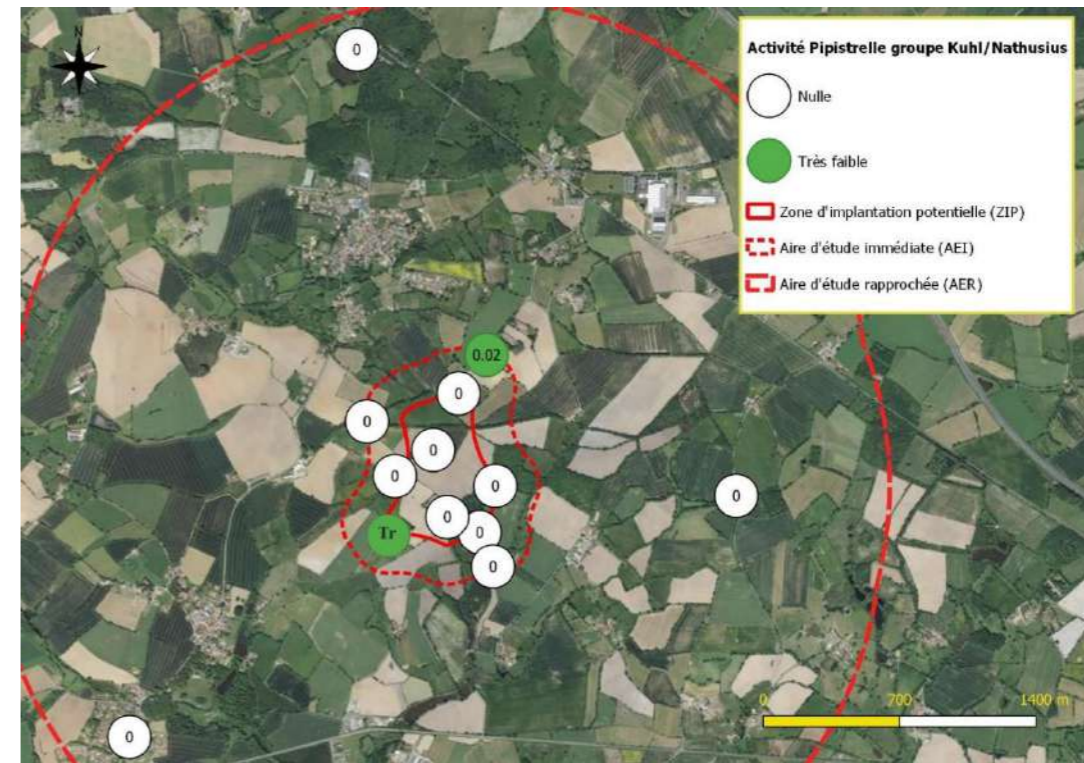 N
0
Activité Pipistrelle groupe Kuhl/Nathusius
Nulle
Très faible
Zone d'implantation potentielle (ZIP)
Aire d'étude immédiate (AEI)
Aire d'étude rapprochée (AER)
0.02
0
0
0
0
0
0
0
Tr
0
0
0 700 1400 m
0